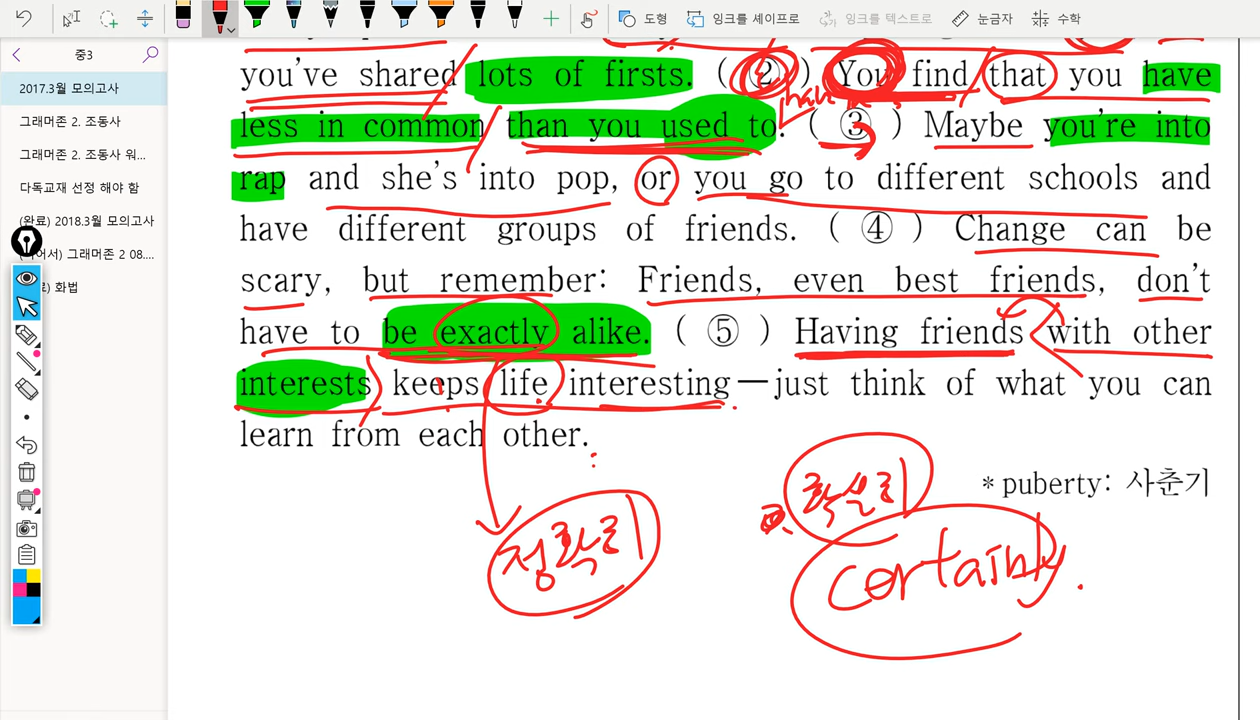 도형
잉크를 셰이프로
잉크를 텍스트로
눈금자
수학
중3
2017.3월 모의고사
그래머존 2. 조동사
그래머존 2. 조동사 워...
다독교재 선정 해야 함
(완료) 2018.3월 모의고사
어서) 그래머존 2 08....
) 화법
you've shared lots of firsts. ( ② ) You find that you have
have
less in common than you used to. ( ③ ) Maybe you're into
rap and she's into pop, or you go to different schools and
have different groups of friends. ( ④ ) Change can be
scary, but remember: Friends, even best friends, don't
have to be exactly alike. ( ⑤ ) Having friends with other
interests keeps life interesting—just think of what you can
learn from each other.
* puberty: 사춘기
확실히
정확히
certainly.